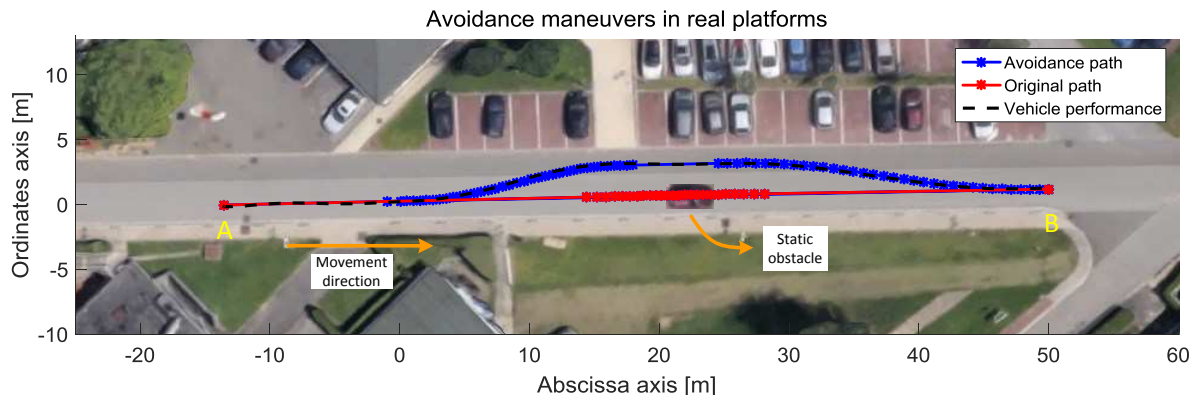 Avoidance maneuvers in real platforms
Ordinates axis [m]
10
5
0
-5
-10
Avoidance path
Original path
Vehicle performance
A
B
Movement
direction
Static
obstacle
-20
-10
0
10
20
30
40
50
60
Abscissa axis [m]